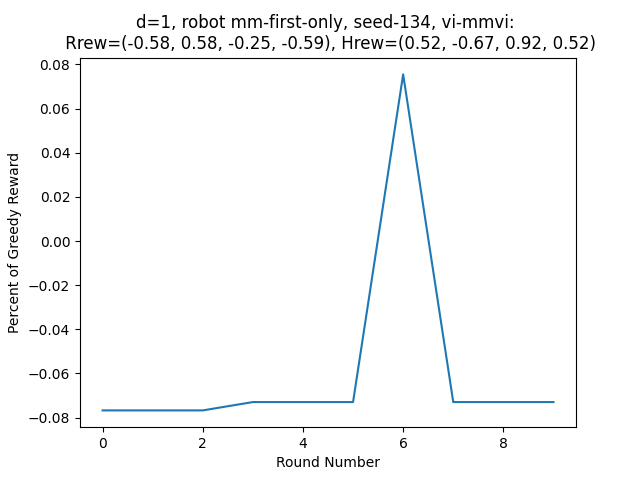 d=1, robot mm-first-only, seed-134, vi-mmvi:
Rrew=(-0.58, 0.58, -0.25, -0.59), Hrew=(0.52, -0.67, 0.92, 0.52)
0.08
0.06
0.04
0.02
0.00
−0.02
−0.04
−0.06
−0.08
Percent of Greedy Reward
0 2 4 6 8
Round Number